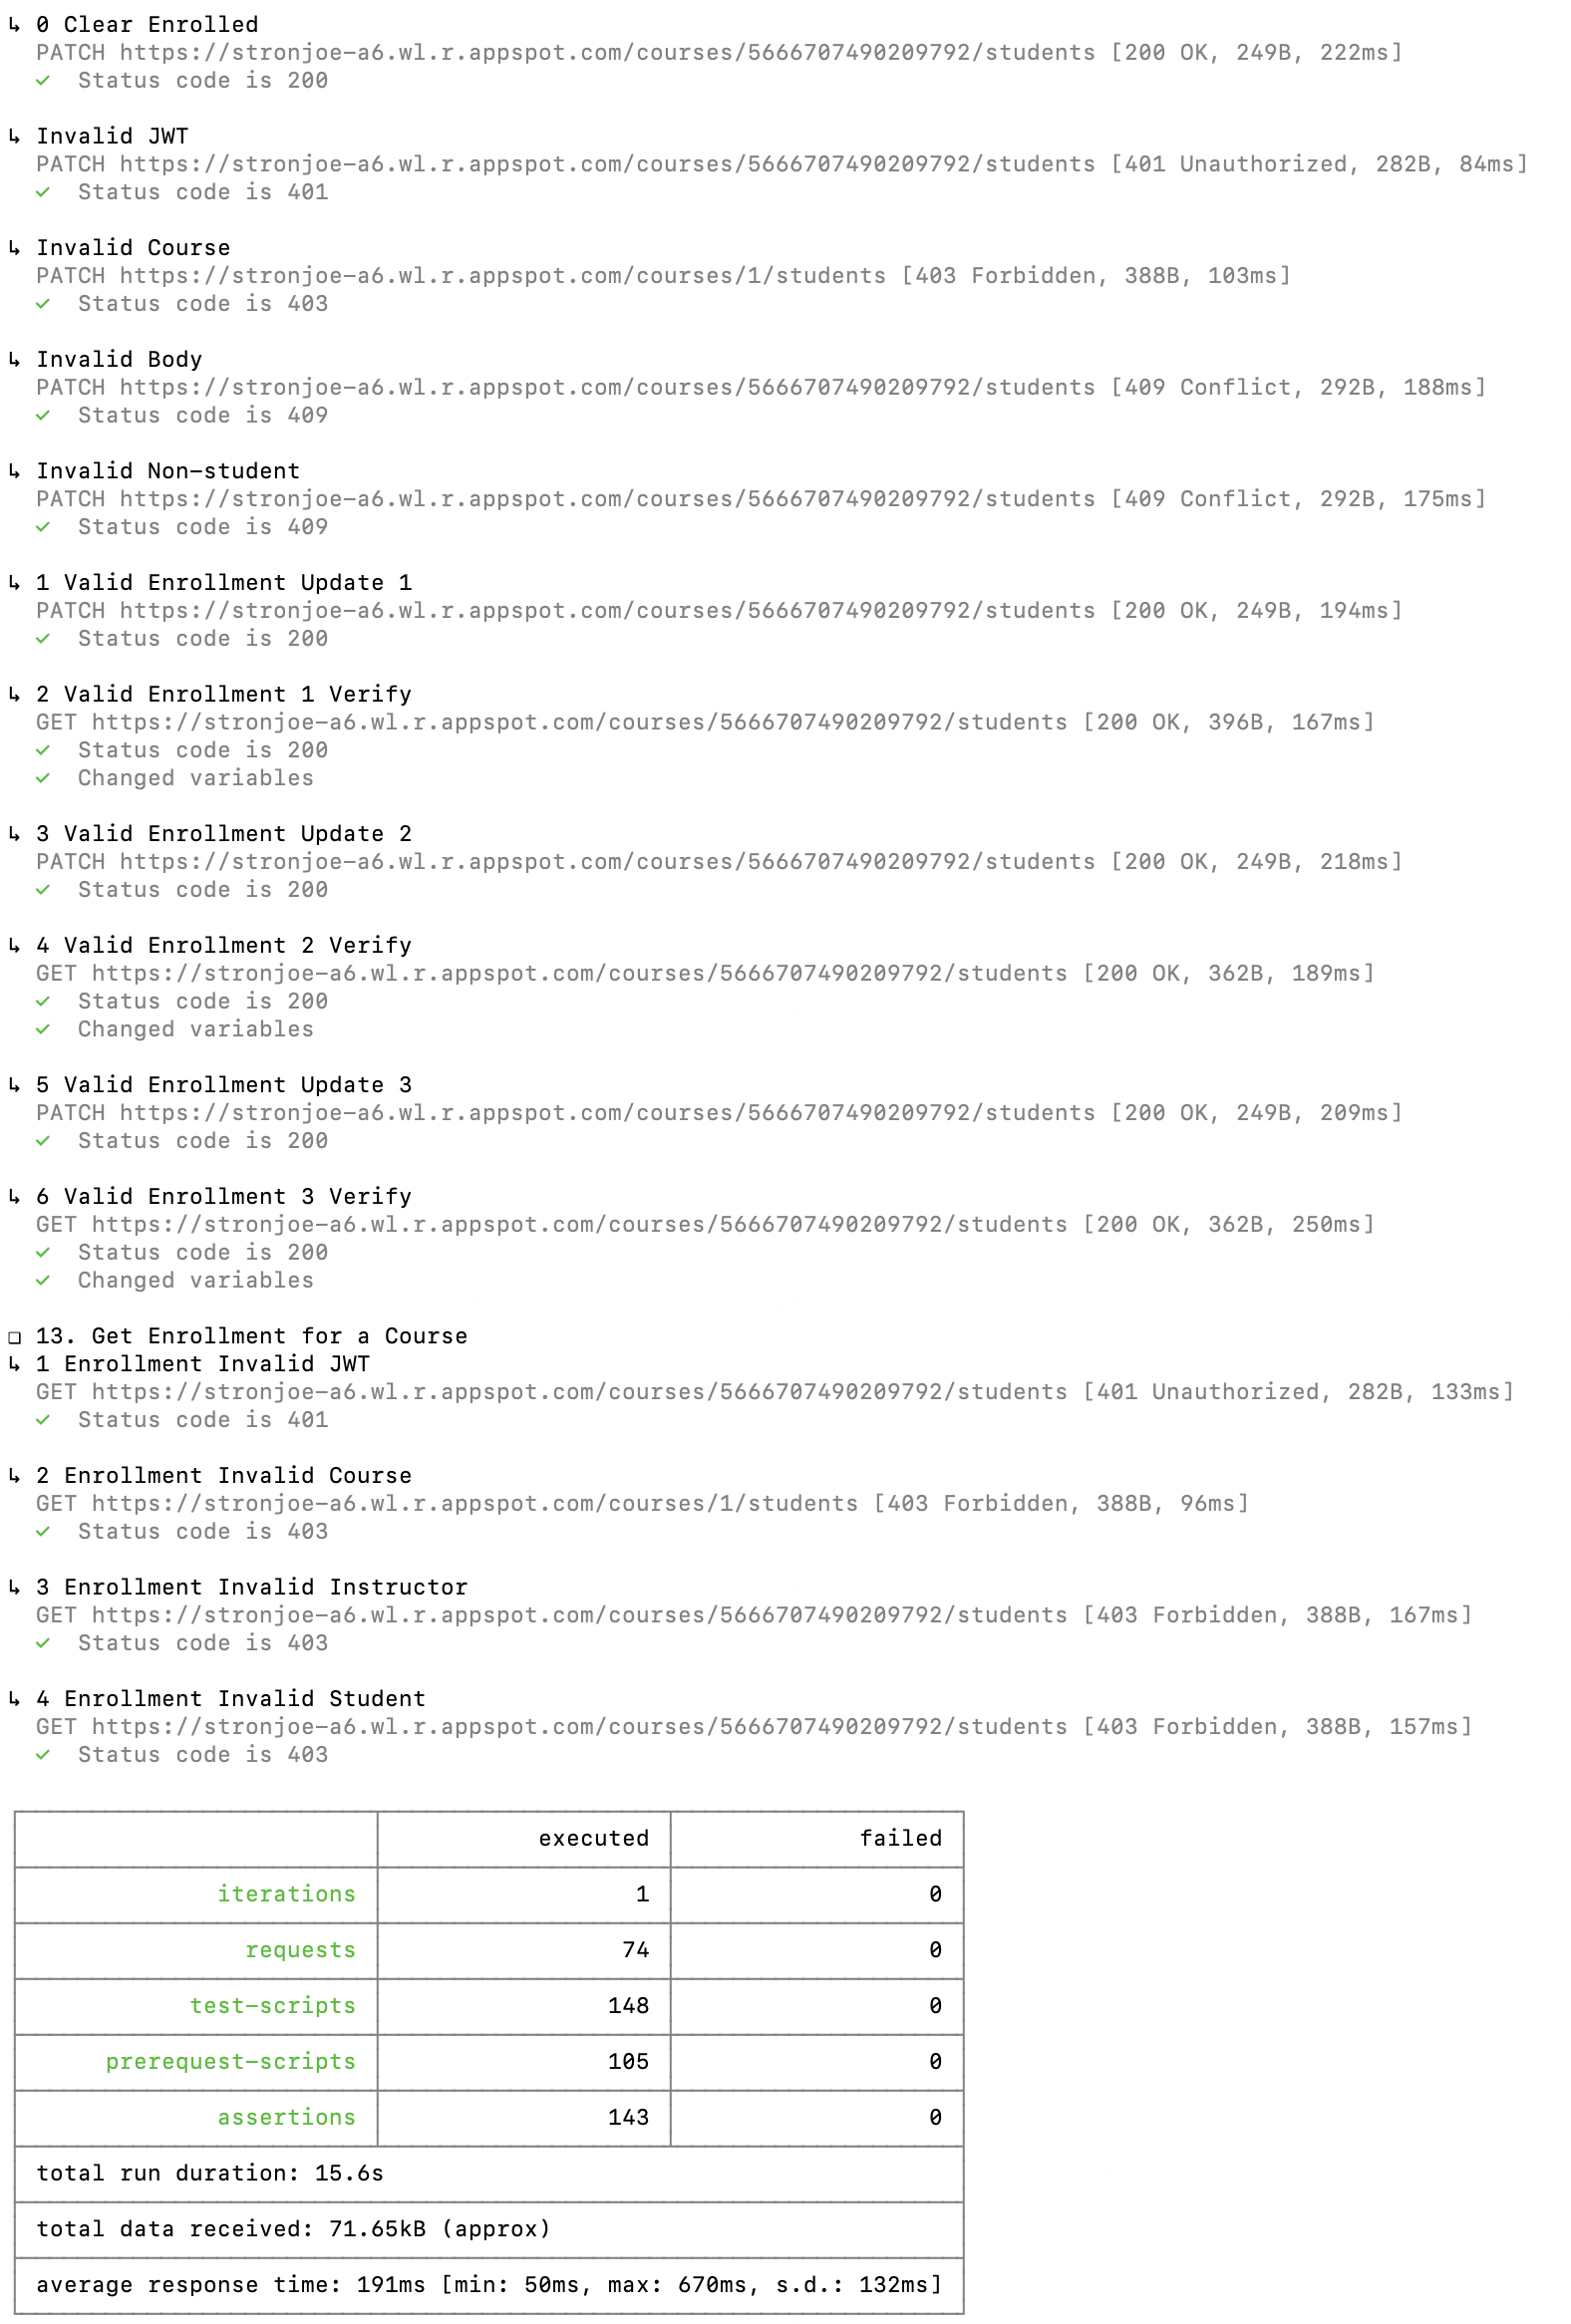 ↳ 0 Clear Enrolled
PATCH https://stronjoe-a6.wl.r.appspot.com/courses/5666707490209792/students [200 OK, 249B, 222ms]
✓ Status code is 200
↳ Invalid JWT
PATCH https://stronjoe-a6.wl.r.appspot.com/courses/5666707490209792/students [401 Unauthorized, 282B, 84ms]
✓ Status code is 401
↳ Invalid Course
PATCH https://stronjoe-a6.wl.r.appspot.com/courses/1/students [403 Forbidden, 388B, 103ms]
✓ Status code is 403
↳ Invalid Body
PATCH https://stronjoe-a6.wl.r.appspot.com/courses/5666707490209792/students [409 Conflict, 292B, 188ms]
✓ Status code is 409
↳ Invalid Non-student
PATCH https://stronjoe-a6.wl.r.appspot.com/courses/5666707490209792/students [409 Conflict, 292B, 175ms]
✓ Status code is 409
↳ 1 Valid Enrollment Update 1
PATCH https://stronjoe-a6.wl.r.appspot.com/courses/5666707490209792/students [200 OK, 249B, 194ms]
✓ Status code is 200
↳ 2 Valid Enrollment 1 Verify
GET https://stronjoe-a6.wl.r.appspot.com/courses/5666707490209792/students [200 OK, 396B, 167ms]
✓ Status code is 200
✓ Changed variables
↳ 3 Valid Enrollment Update 2
PATCH https://stronjoe-a6.wl.r.appspot.com/courses/5666707490209792/students [200 OK, 249B, 218ms]
✓ Status code is 200
↳ 4 Valid Enrollment 2 Verify
GET https://stronjoe-a6.wl.r.appspot.com/courses/5666707490209792/students [200 OK, 362B, 189ms]
✓ Status code is 200
✓ Changed variables
↳ 5 Valid Enrollment Update 3
PATCH https://stronjoe-a6.wl.r.appspot.com/courses/5666707490209792/students [200 OK, 249B, 209ms]
✓ Status code is 200
↳ 6 Valid Enrollment 3 Verify
GET https://stronjoe-a6.wl.r.appspot.com/courses/5666707490209792/students [200 OK, 362B, 250ms]
✓ Status code is 200
✓ Changed variables
❏ 13. Get Enrollment for a Course
↳ 1 Enrollment Invalid JWT
GET https://stronjoe-a6.wl.r.appspot.com/courses/5666707490209792/students [401 Unauthorized, 282B, 133ms]
✓ Status code is 401
↳ 2 Enrollment Invalid Course
GET https://stronjoe-a6.wl.r.appspot.com/courses/1/students [403 Forbidden, 388B, 96ms]
✓ Status code is 403
↳ 3 Enrollment Invalid Instructor
GET https://stronjoe-a6.wl.r.appspot.com/courses/5666707490209792/students [403 Forbidden, 388B, 167ms]
✓ Status code is 403
↳ 4 Enrollment Invalid Student
GET https://stronjoe-a6.wl.r.appspot.com/courses/5666707490209792/students [403 Forbidden, 388B, 157ms]
✓ Status code is 403
executed failed
iterations 1 0
requests 74 0
test-scripts 148 0
prerequest-scripts 105 0
assertions 143 0
total run duration: 15.6s
total data received: 71.65kB (approx)
average response time: 191ms [min: 50ms, max: 670ms, s.d.: 132ms]